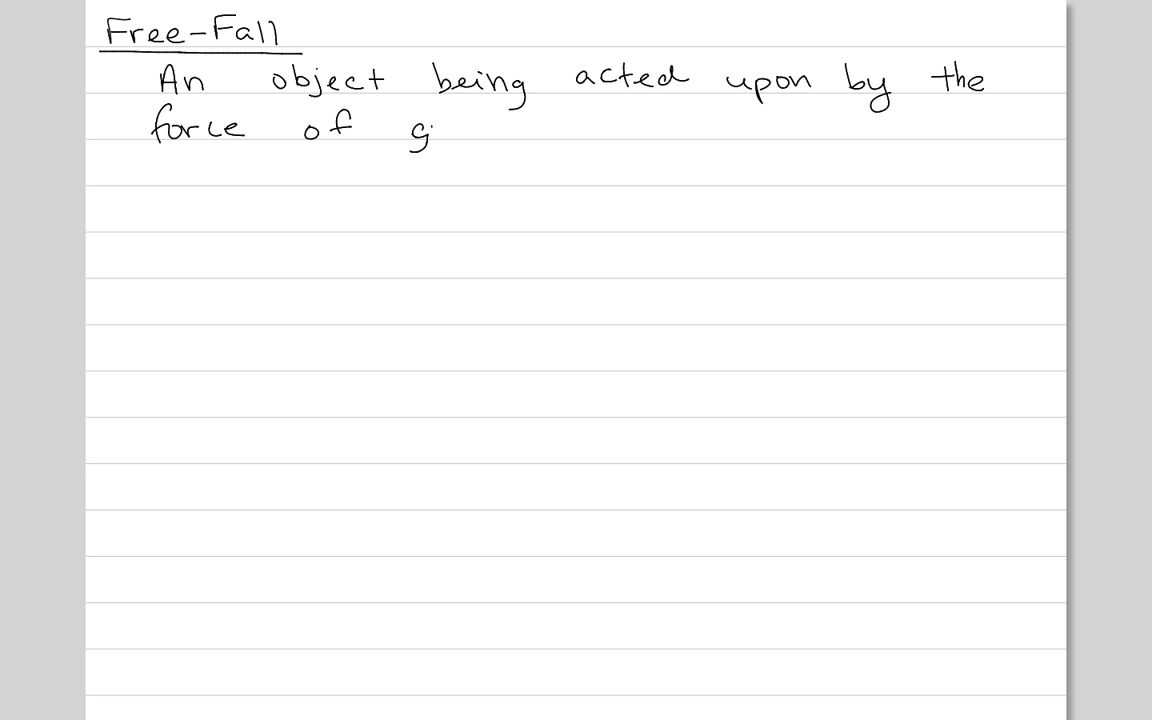 Free-Fall
An object being acted upon by the
force of g